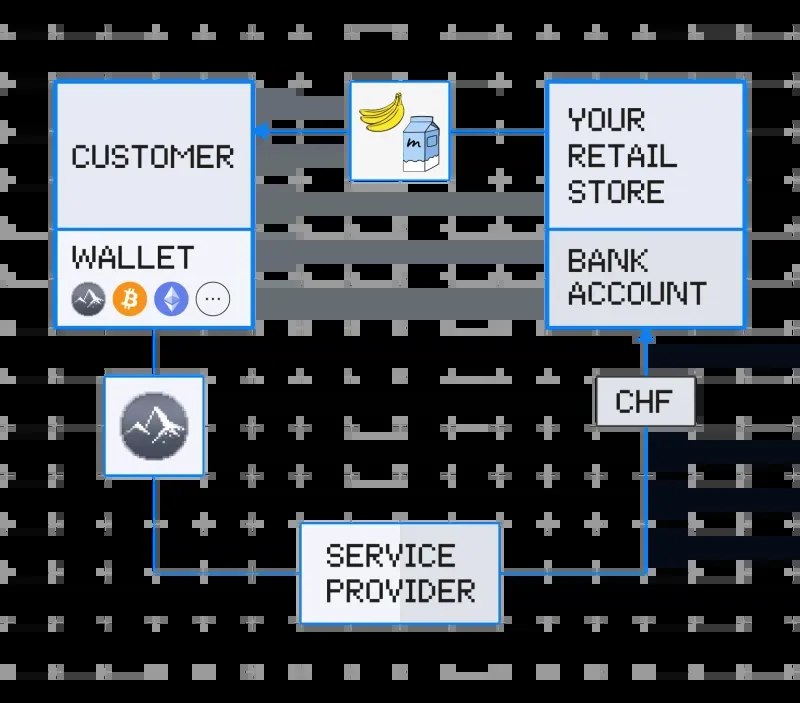 CUSTOMER
WALLET
YOUR
RETAIL
STORE
BANK
ACCOUNT
m
CHF
SERVICE
PROVIDER